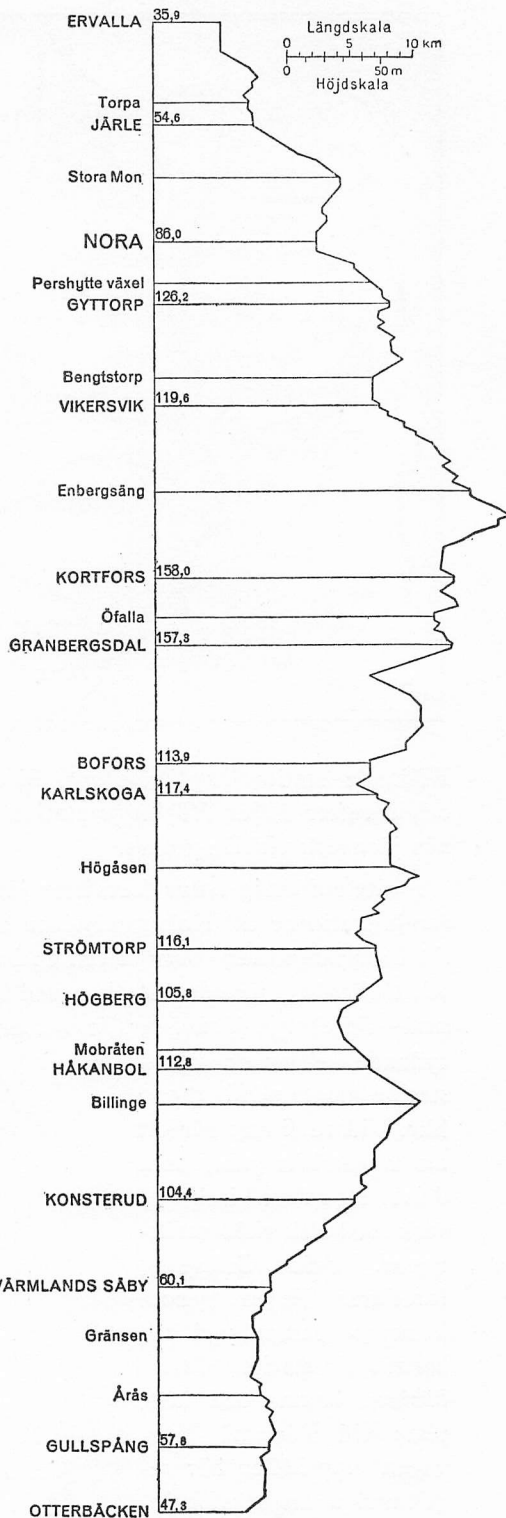 ERVALLA 35,9
Längdskala
0 5 10 KM
0 50 m
Höjdskala
Torpa
JÄRLE 54,6
Stora Mon
NORA 86,0
Pershytte växel
GYTTORP 126,2
Bengtstorp
VIKERSVIK 119,6
Enbergsäng
KORTFORS 158,0
Öfalla
GRANBERGSDAL 157,3
BOFORS 113,9
KARLSKOGA 117,4
Högåsen
STRÖMTORP 116,1
HÖGBERG 105,8
Mobråten
HÅKANBOL 112,8
Billinge
KONSTERUD 104,4
VÄRMLANDS SÄBY 60,1
Gränsen
Årås
GULLSPÅNG 57,8
OTTERBÄCKEN 47,3